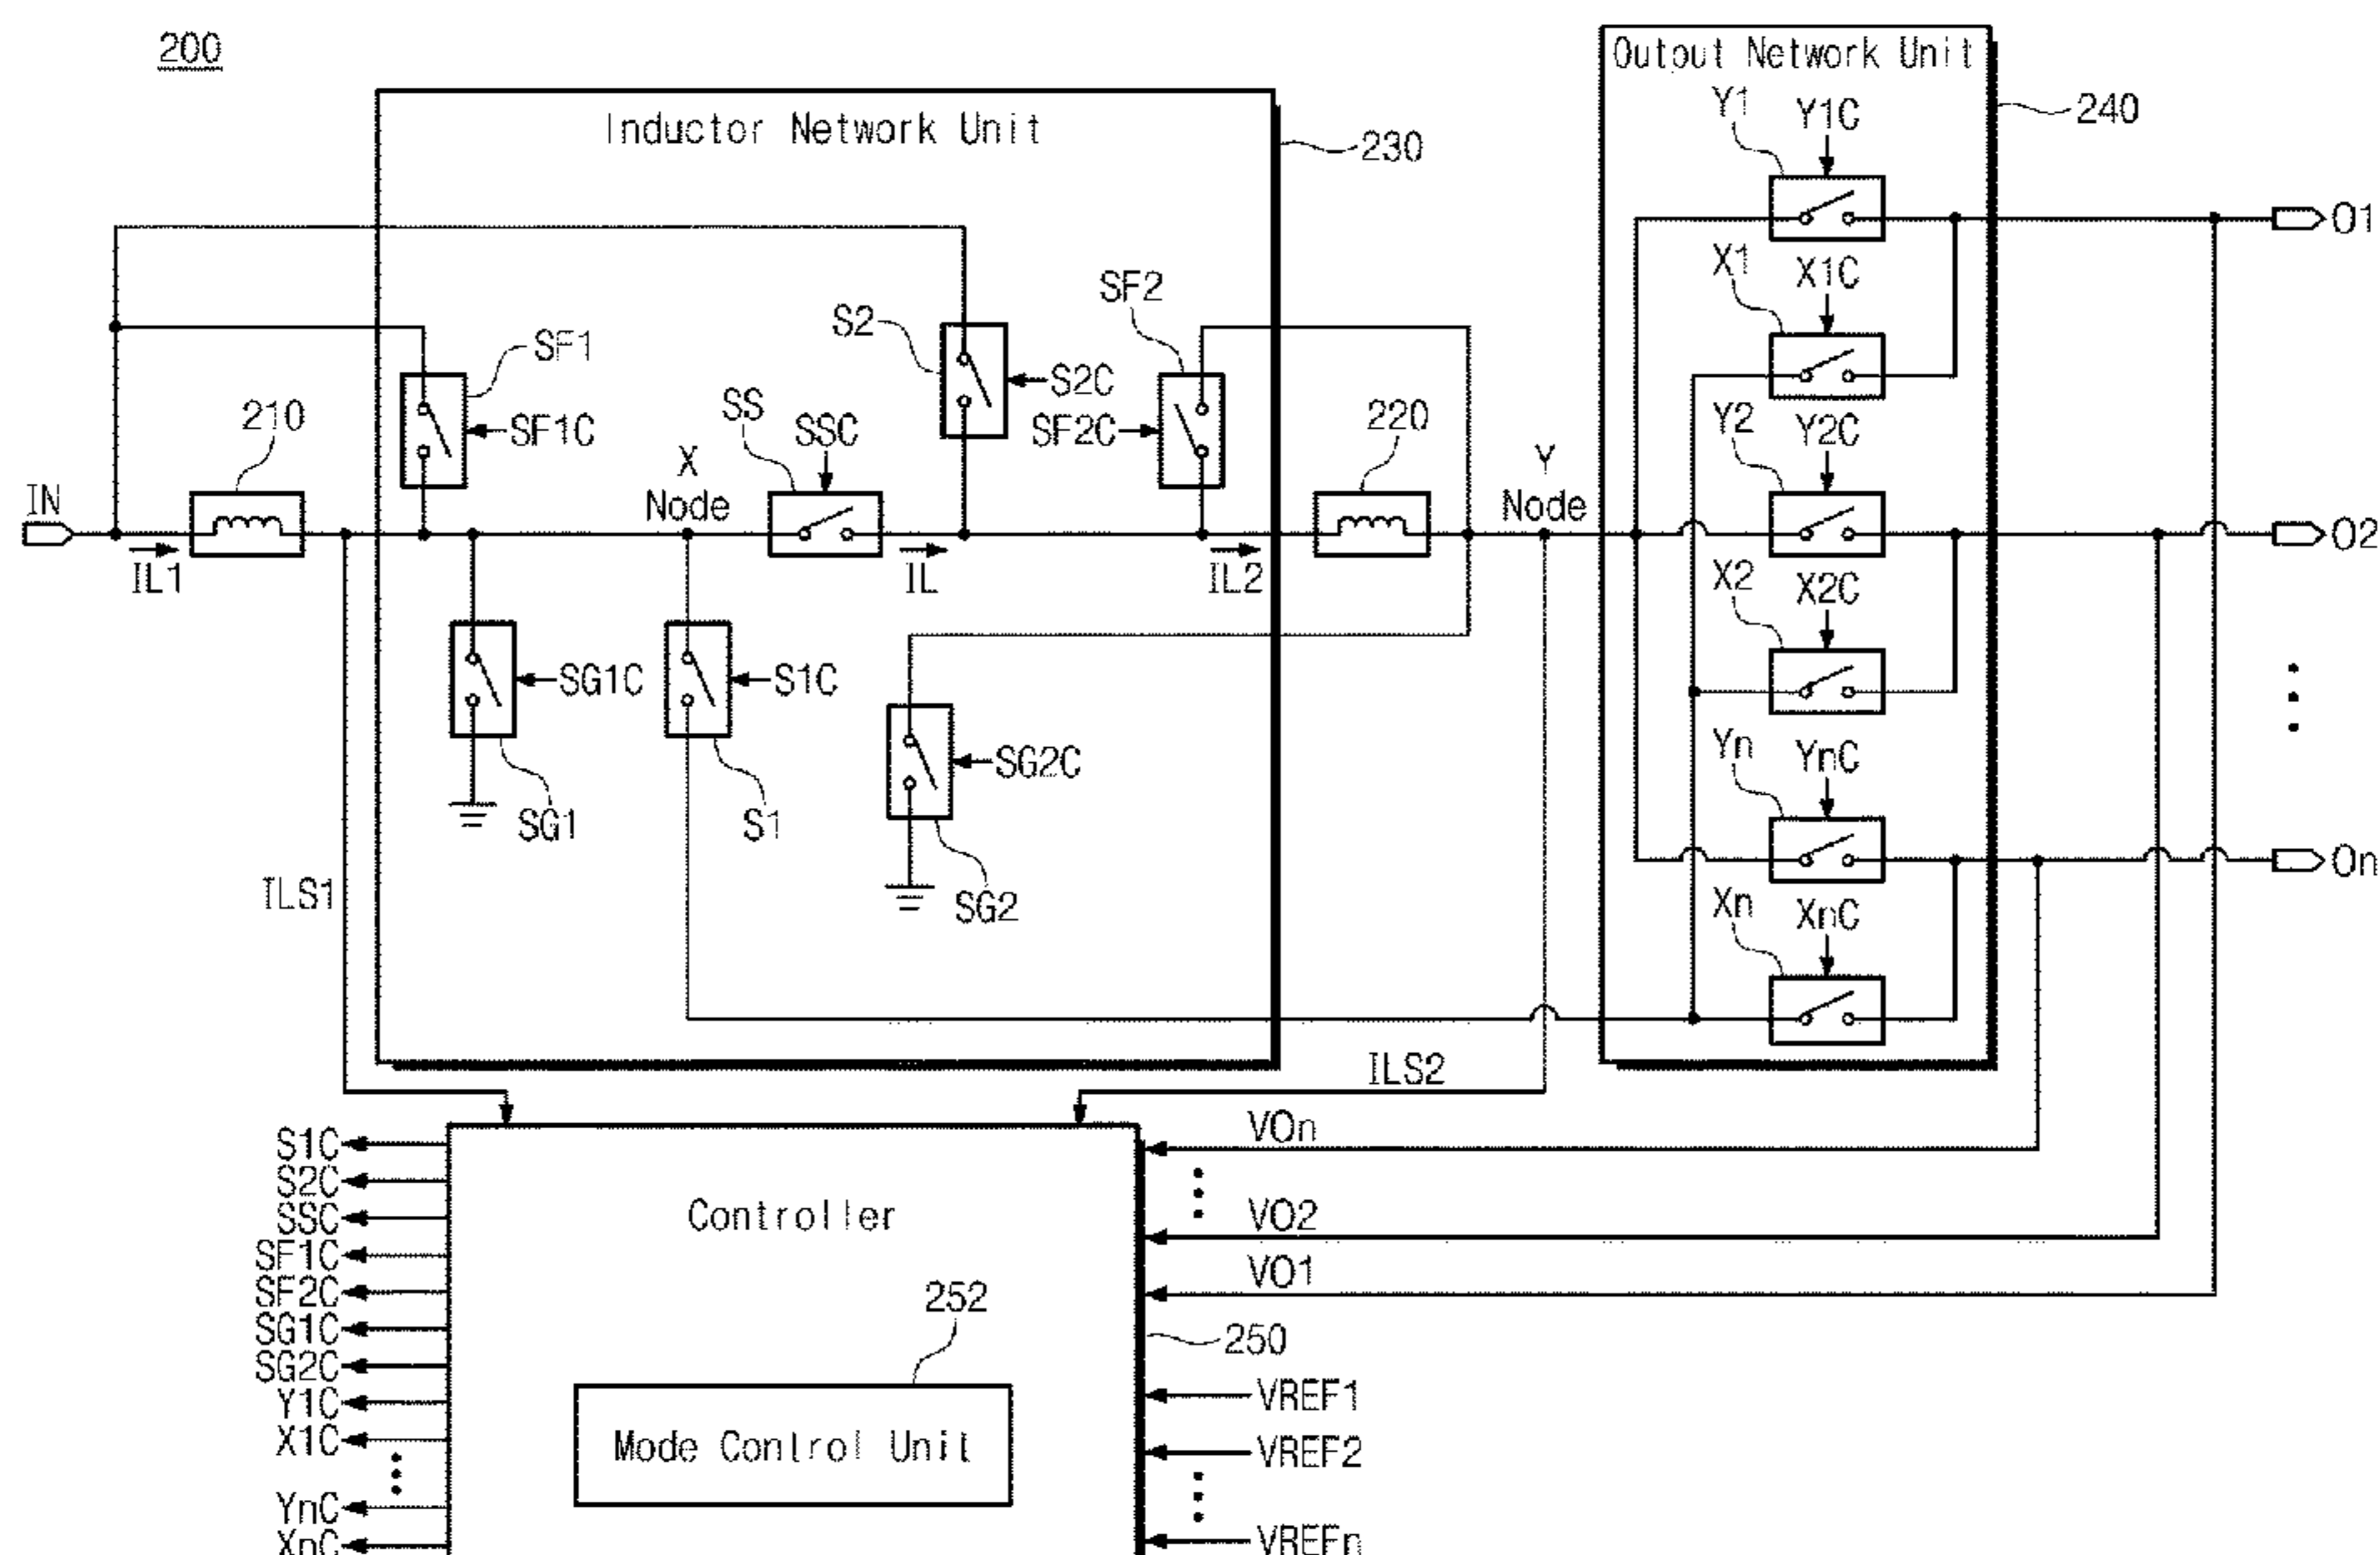 200
Output Network Unit
Inductor Network Unit
240
230
Y1
Y1C
O1
X1
X1C
SF2
S2
SF1
S2C
210
SS
SSC
SF1C
SF2C
220
Y2
Y2C
X
Node
Y
Node
IN
O2
IL1
IL
IL2
X2
X2C
SG1C
S1C
SG2C
Yn
YnC
SG1
S1
On
ILS1
SG2
Xn
XnC
ILS2
VOn
S1C
S2C
SSC
Controller
VO2
SF1C
VO1
SF2C
252
SG1C
250
SG2C
VREF1
Y1C
X1C
Mode Control Unit
VREF2
YnC
XnC
VREFn